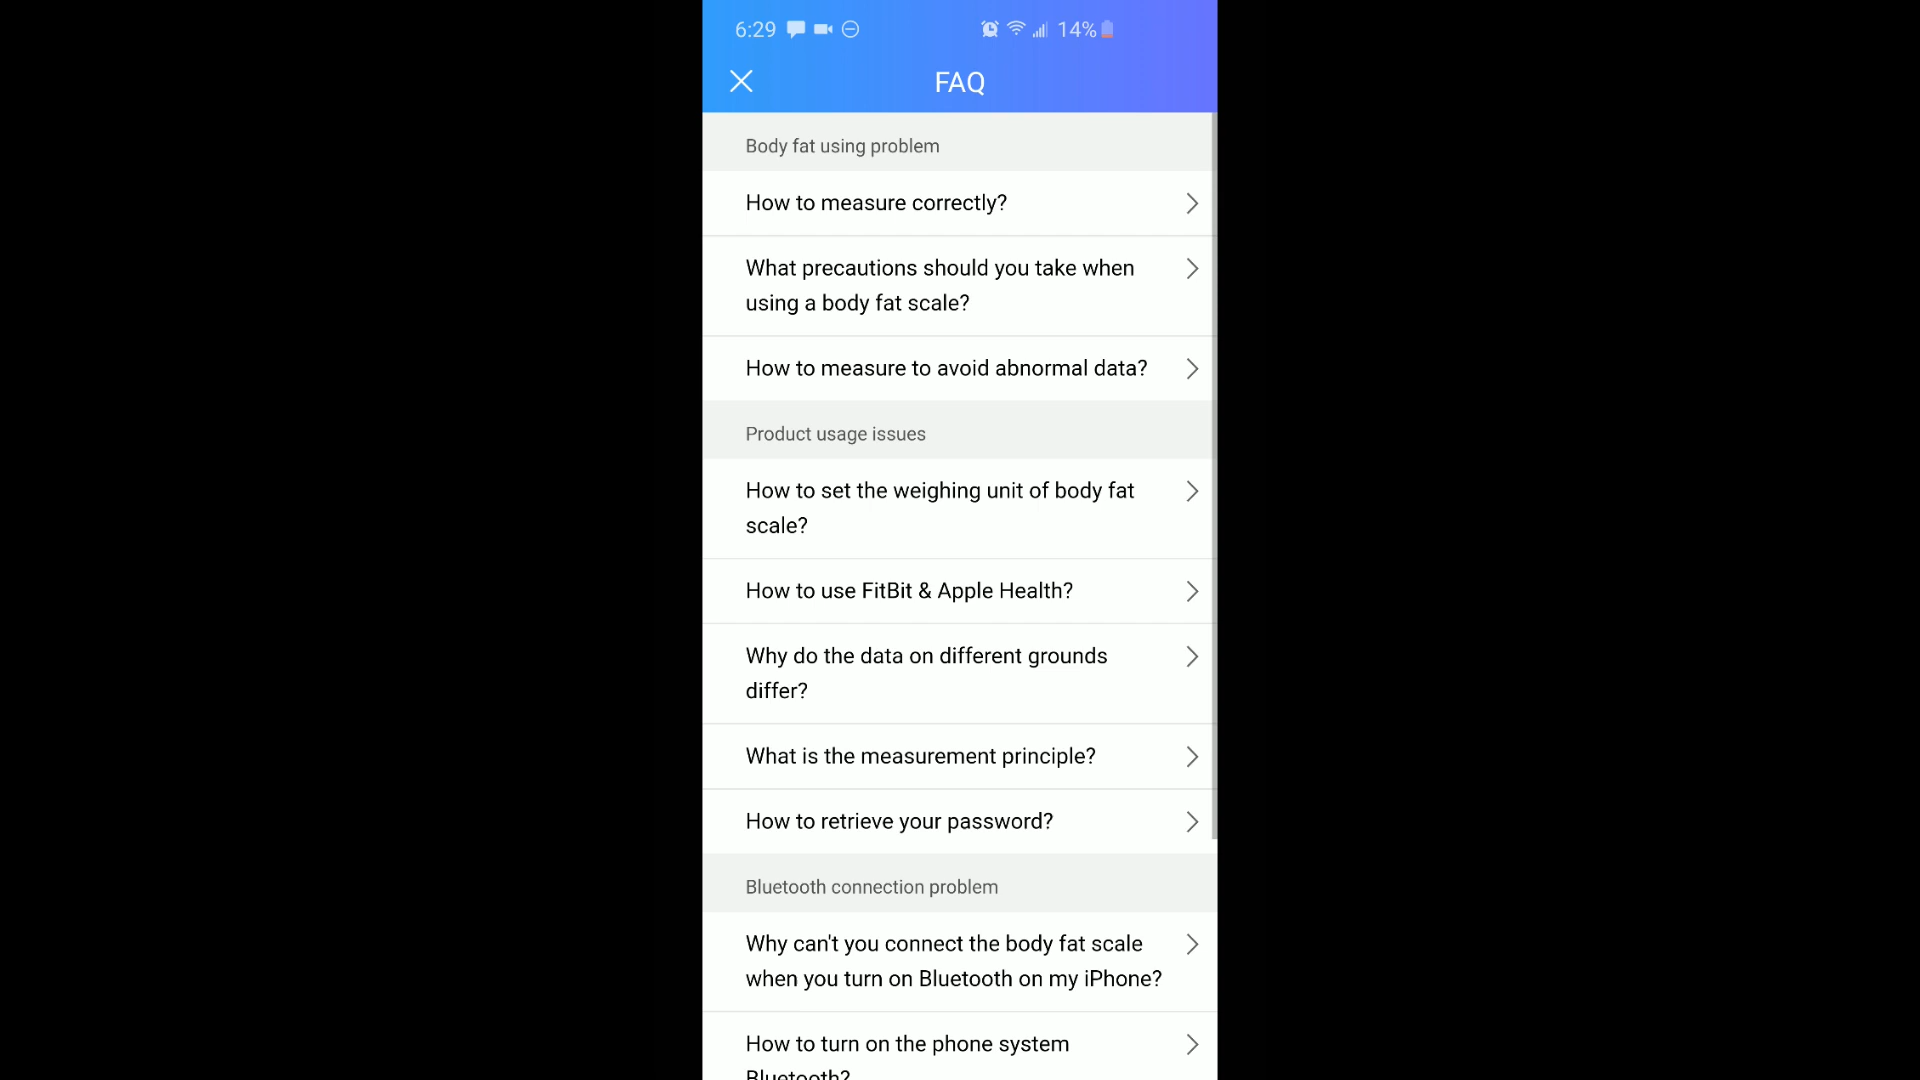 6:29 14%
FAQ
Body fat using problem
How to measure correctly?
What precautions should you take when
using a body fat scale?
How to measure to avoid abnormal data?
Product usage issues
How to set the weighing unit of body fat
scale?
How to use FitBit & Apple Health?
Why do the data on different grounds
differ?
What is the measurement principle?
How to retrieve your password?
Bluetooth connection problem
Why can't you connect the body fat scale
when you turn on Bluetooth on my iPhone?
How to turn on the phone system
Bluetooth?